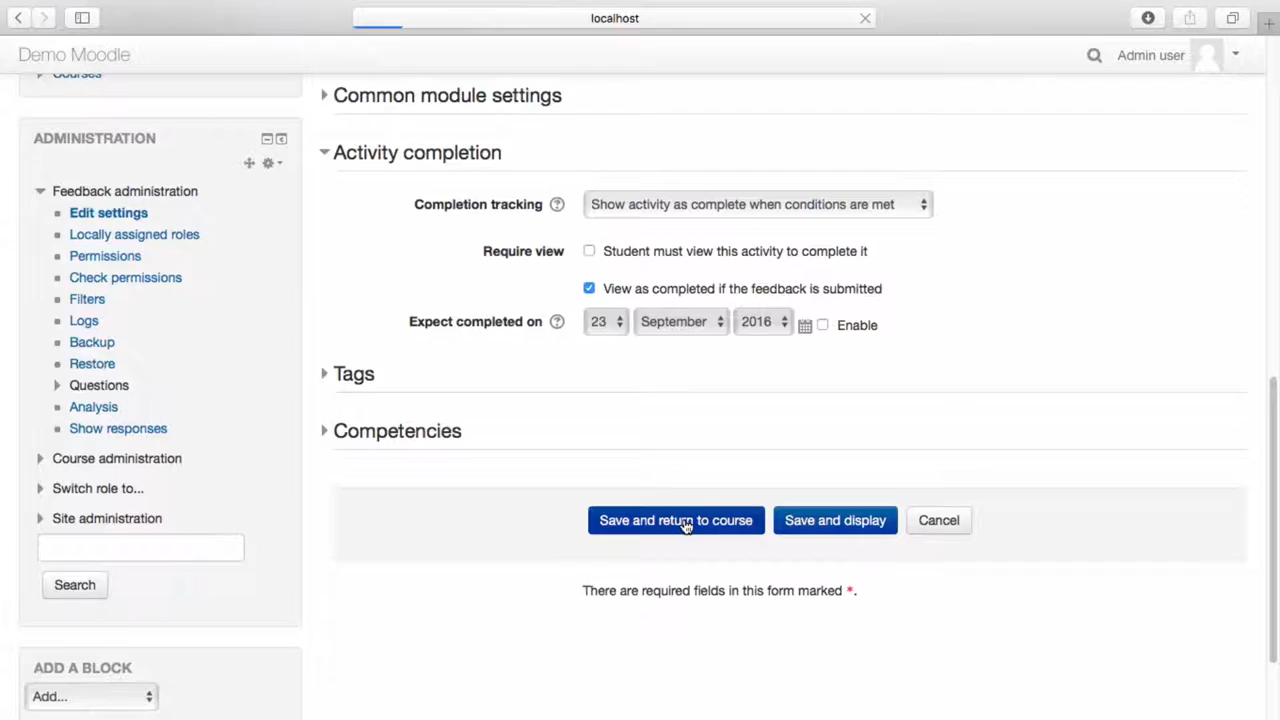 localhost
Demo Moodle
Admin user
Courses
ADMINISTRATION
Feedback administration
Edit settings
Locally assigned roles
Permissions
Check permissions
Filters
Logs
Backup
Restore
Questions
Analysis
Show responses
Course administration
Switch role to...
Site administration
Search
ADD A BLOCK
Add...
Common module settings
Activity completion
Completion tracking Show activity as complete when conditions are met
Require view Student must view this activity to complete it
View as completed if the feedback is submitted
Expect completed on 23 September 2016 Enable
Tags
Competencies
Save and return to course Save and display Cancel
There are required fields in this form marked *.